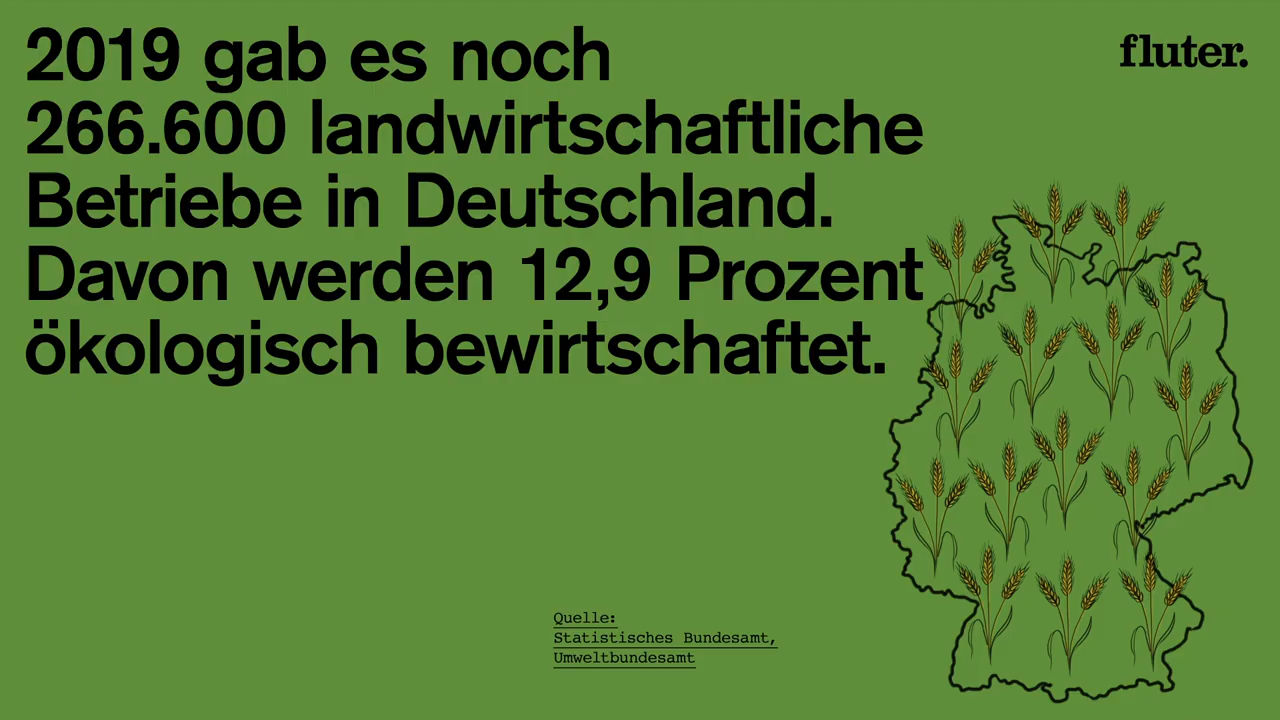 2019 gab es noch
266.600 landwirtschaftliche
Betriebe in Deutschland.
Davon werden 12,9 Prozent
ökologisch bewirtschaftet.
fluter.
Quelle:
Statistisches Bundesamt,
Umweltbundesamt